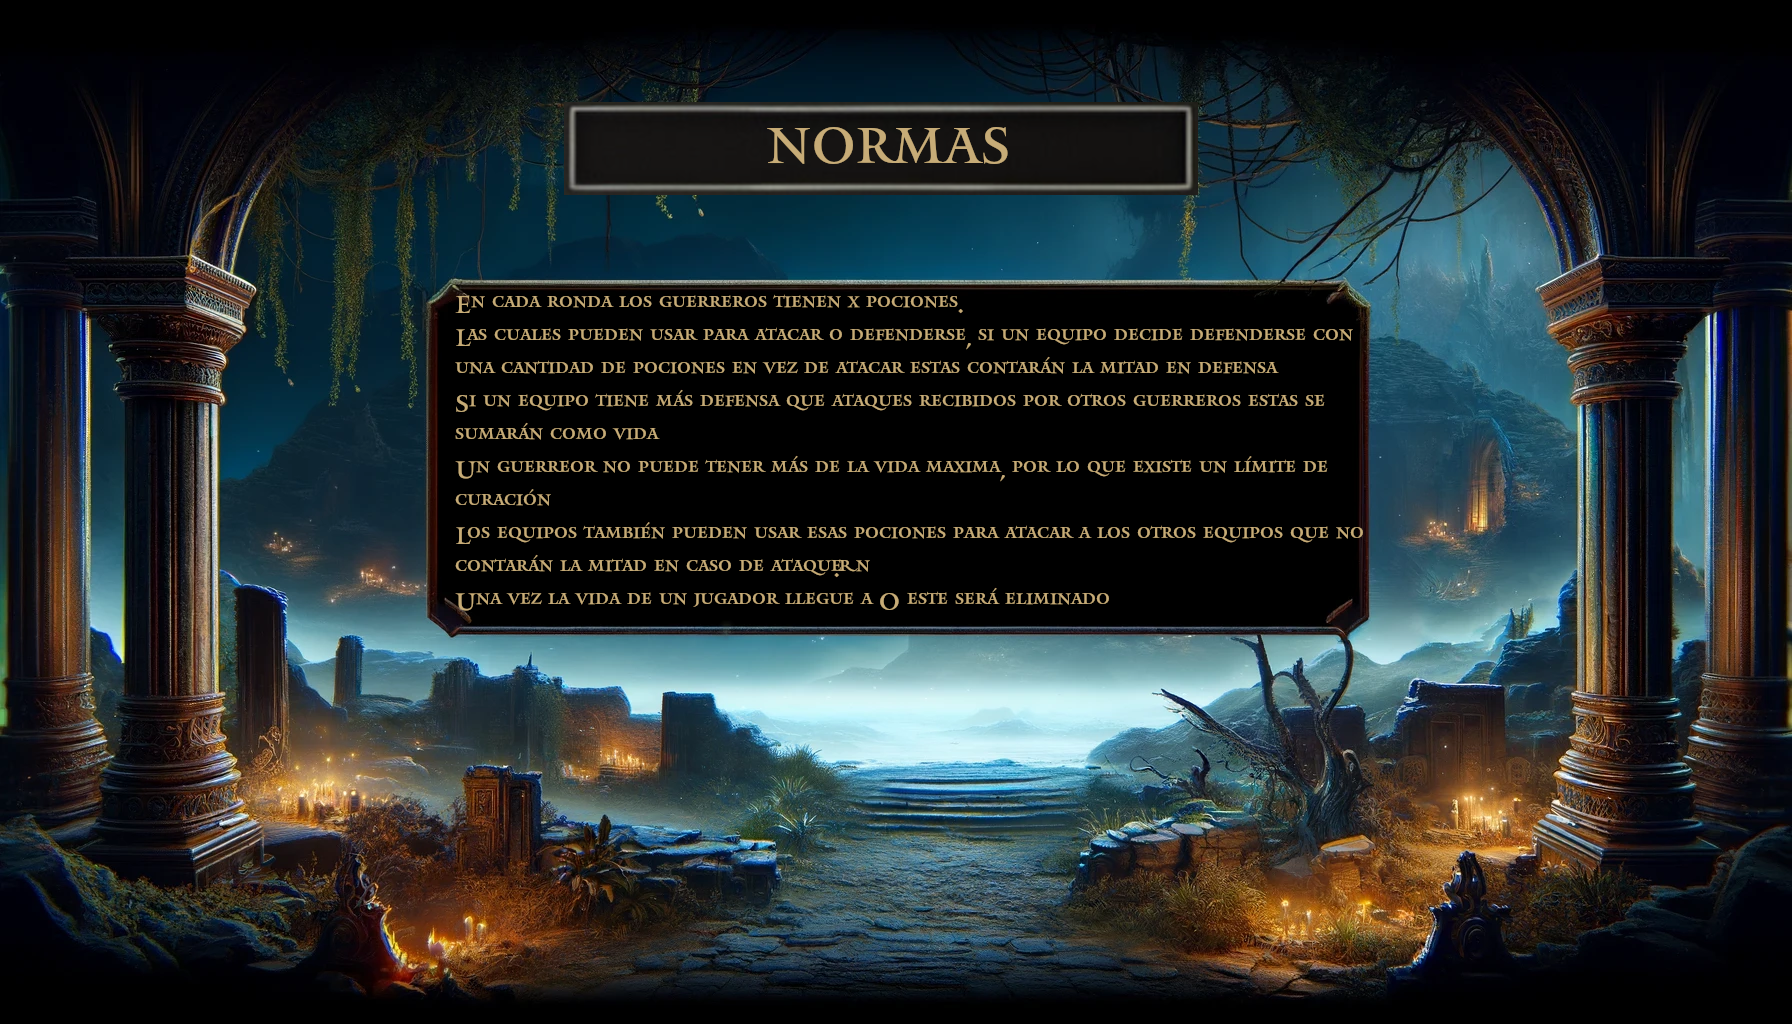 NORMAS
En cada ronda los guerreros tienen x pociones.
Las cuales pueden usar para atacar o defenderse, si un equipo decide defenderse con
una cantidad de pociones en vez de atacar estas contarán la mitad en defensa
Si un equipo tiene más defensa que ataques recibidos por otros guerreros estas se
sumarán como vida
Un guerreor no puede tener más de la vida maxima, por lo que existe un límite de
curación
Los equipos también pueden usar esas pociones para atacar a los otros equipos que no
contarán la mitad en caso de
Una vez la vida de un jugador llegue a 0 este será eliminado